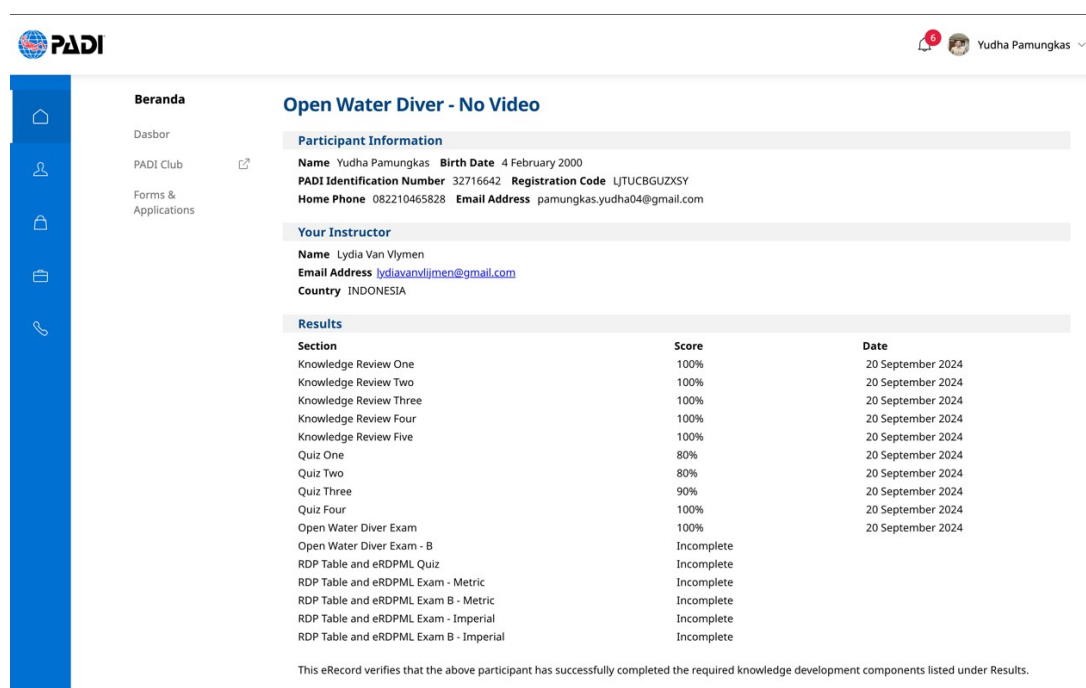 PADI
6
Yudha Pamungkas
Beranda
Dasbor
PADI Club
Forms &
Applications
Open Water Diver - No Video
Participant Information
Name Yudha Pamungkas Birth Date 4 February 2000
PADI Identification Number 32716642 Registration Code LJTUCBGUZXSY
Home Phone 082210465828 Email Address pamungkas.yudha04@gmail.com
Your Instructor
Name Lydia Van Vlymen
Email Address lydiavanvlijmen@gmail.com
Country INDONESIA
Results
Section Score Date
Knowledge Review One 100% 20 September 2024
Knowledge Review Two 100% 20 September 2024
Knowledge Review Three 100% 20 September 2024
Knowledge Review Four 100% 20 September 2024
Knowledge Review Five 100% 20 September 2024
Quiz One 80% 20 September 2024
Quiz Two 80% 20 September 2024
Quiz Three 90% 20 September 2024
Quiz Four 100% 20 September 2024
Open Water Diver Exam 100% 20 September 2024
Open Water Diver Exam - B Incomplete
RDP Table and eRDPML Quiz Incomplete
RDP Table and eRDPML Exam - Metric Incomplete
RDP Table and eRDPML Exam B - Metric Incomplete
RDP Table and eRDPML Exam - Imperial Incomplete
RDP Table and eRDPML Exam B - Imperial Incomplete
This eRecord verifies that the above participant has successfully completed the required knowledge development components listed under Results.